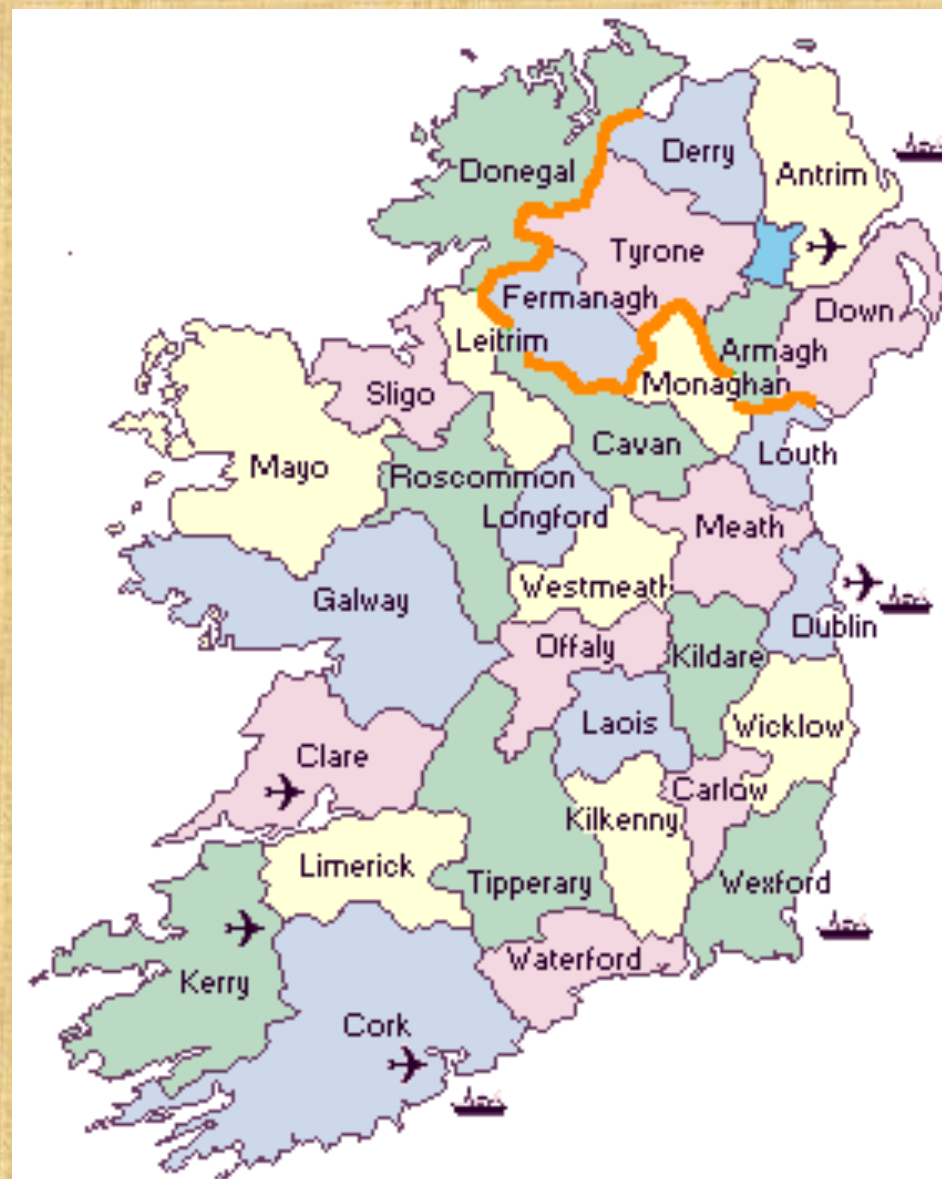 Derry
Donegal
Antrim
Tyrone
Fermanagh
Down
Leitrim
Armagh
Monaghan
Sligo
Cavan
Louth
Mayo
Roscommon
Longford
Meath
Westmeath
Galway
Dublin
Offaly
Kildare
Laois
Wicklow
Clare
Carlow
Kilkenny
Limerick
Tipperary
Wexford
Waterford
Kerry
Cork